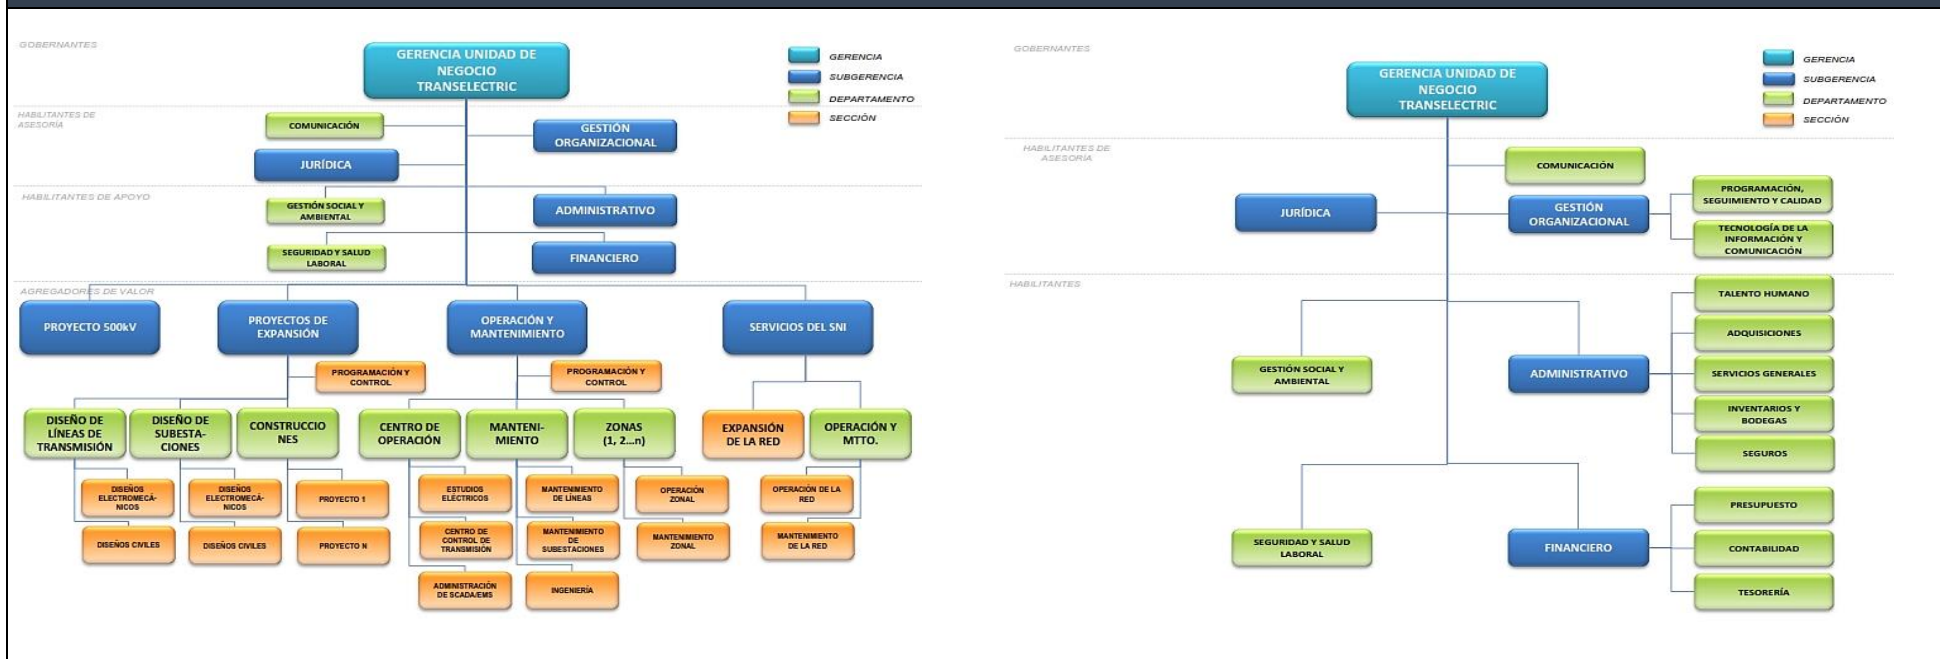 GOBERNANTES
GERENCIA UNIDAD DE
NEGOCIO
TRANSELECTRIC
GERENCIA
SUBGERENCIA
DEPARTAMENTO
SECCIÓN
HABILITANTES DE
ASESORÍA
COMUNICACIÓN
GESTIÓN
ORGANIZACIONAL
JURÍDICA
HABILITANTES DE APOYO
GESTIÓN SOCIAL Y
AMBIENTAL
ADMINISTRATIVO
SEGURIDAD Y SALUD
LABORAL
FINANCIERO
AGREGADORES DE VALOR
PROYECTO 500kV
PROYECTOS DE
EXPANSIÓN
OPERACIÓN Y
MANTENIMIENTO
SERVICIOS DEL SNI
PROGRAMACIÓN Y
CONTROL
PROGRAMACIÓN Y
CONTROL
DISEÑO DE
LÍNEAS DE
TRANSMISIÓN
DISEÑO DE
SUBESTA-
CIONES
CONSTRUCCIO
NES
CENTRO DE
OPERACIÓN
MANTENI-
MIENTO
ZONAS
(1, 2...n)
EXPANSIÓN
DE LA RED
OPERACIÓN Y
MTTO.
DISEÑOS
ELECTROMECÁ-
NICOS
DISEÑOS
ELECTROMECÁ-
NICOS
PROYECTO 1
ESTUDIOS
ELÉCTRICOS
MANTENIMIENTO
DE LÍNEAS
OPERACIÓN
ZONAL
OPERACIÓN DE LA
RED
DISEÑOS CIVILES
DISEÑOS CIVILES
PROYECTO N
CENTRO DE
CONTROL DE
TRANSMISIÓN
MANTENIMIENTO
DE
SUBESTACIONES
MANTENIMIENTO
ZONAL
MANTENIMIENTO
DE LA RED
ADMINISTRACIÓN
DE SCADA/EMS
INGENIERÍA
GOBERNANTES
GERENCIA UNIDAD DE
NEGOCIO
TRANSELECTRIC
GERENCIA
SUBGERENCIA
DEPARTAMENTO
SECCIÓN
HABILITANTES DE
ASESORÍA
COMUNICACIÓN
JURÍDICA
GESTIÓN
ORGANIZACIONAL
PROGRAMACIÓN,
SEGUIMIENTO Y CALIDAD
TECNOLOGÍA DE LA
INFORMACIÓN Y
COMUNICACIÓN
HABILITANTES
TALENTO HUMANO
ADQUISICIONES
GESTIÓN SOCIAL Y
AMBIENTAL
ADMINISTRATIVO
SERVICIOS GENERALES
INVENTARIOS Y
BODEGAS
SEGUROS
PRESUPUESTO
SEGURIDAD Y SALUD
LABORAL
FINANCIERO
CONTABILIDAD
TESORERÍA